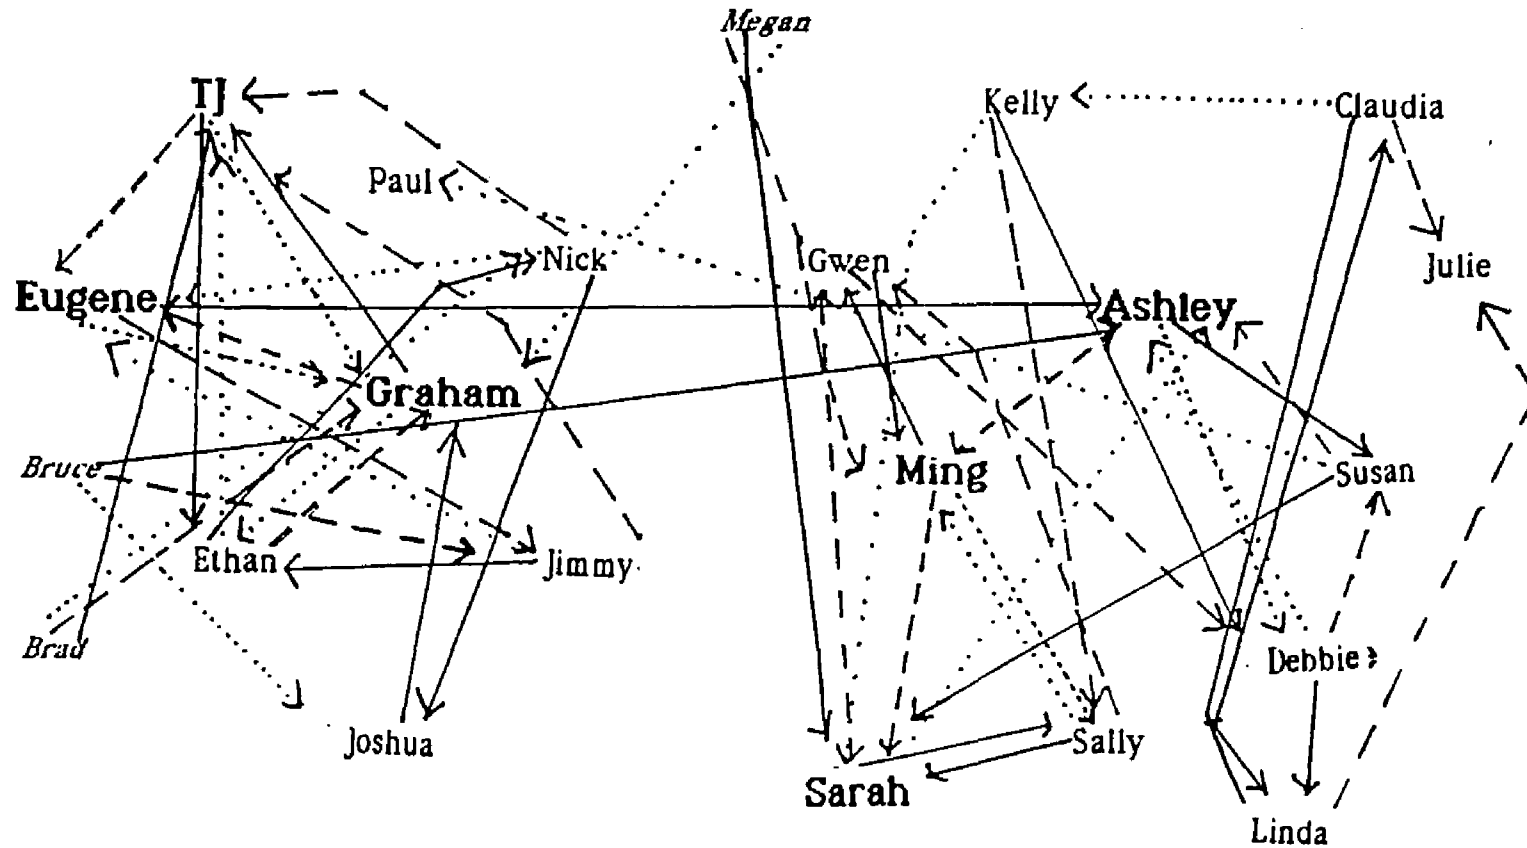 Megan
TJ
Kelly
Claudia
Paul
Nick
Gwen
Julie
Eugene
Ashley
Graham
Bruce
Ming
Susan
Ethan
Jimmy
Brad
Debbie
Joshua
Sally
Sarah
Linda